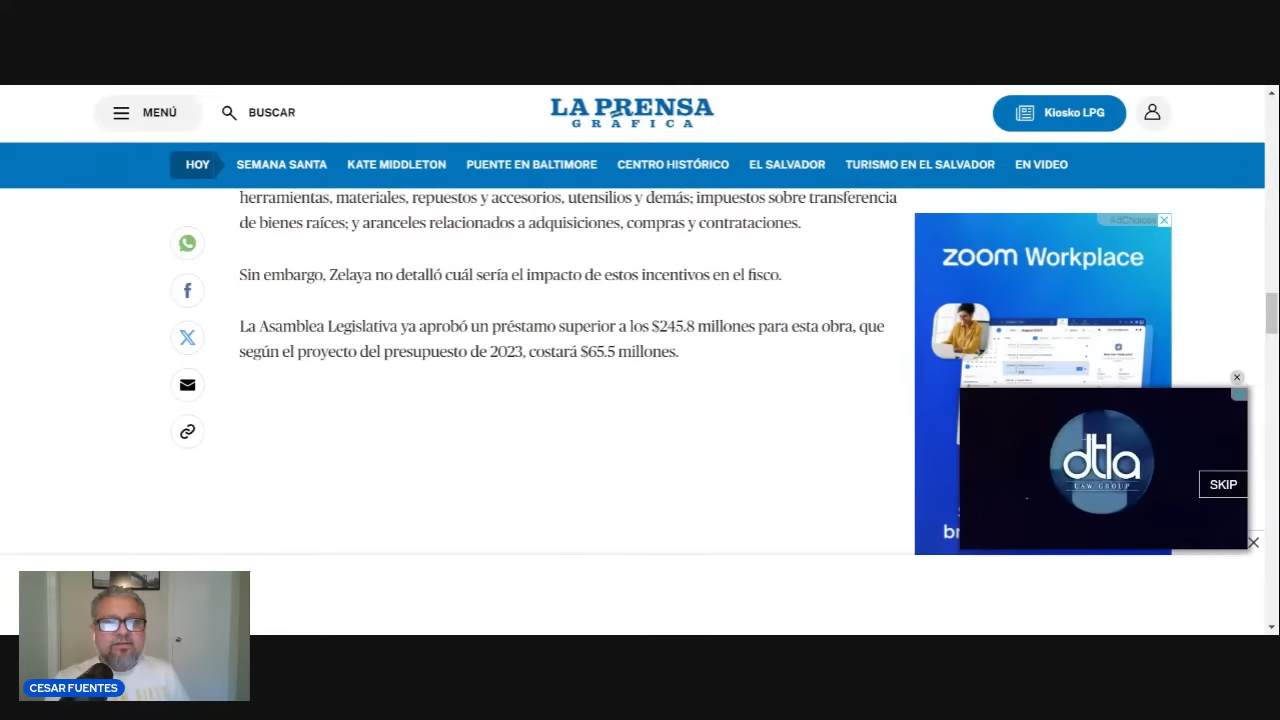 MENÚ
BUSCAR
LA PRENSA
GRÁFICA
Kiosko LPG
HOY
SEMANA SANTA
KATE MIDDLETON
PUENTE EN BALTIMORE
CENTRO HISTÓRICO
EL SALVADOR
TURISMO EN EL SALVADOR
EN VIDEO
herramientas, materiales, repuestos y accesorios, utensilios y demás; impuestos sobre transferencia
de bienes raíces; y aranceles relacionados a adquisiciones, compras y contrataciones.
Sin embargo, Zelaya no detalló cuál sería el impacto de estos incentivos en el fisco.
La Asamblea Legislativa ya aprobó un préstamo superior a los $245.8 millones para esta obra, que
según el proyecto del presupuesto de 2023, costará $65.5 millones.
AdChoices
zoom Workplace
dtla
LAW GROUP
SKIP
CESAR FUENTES